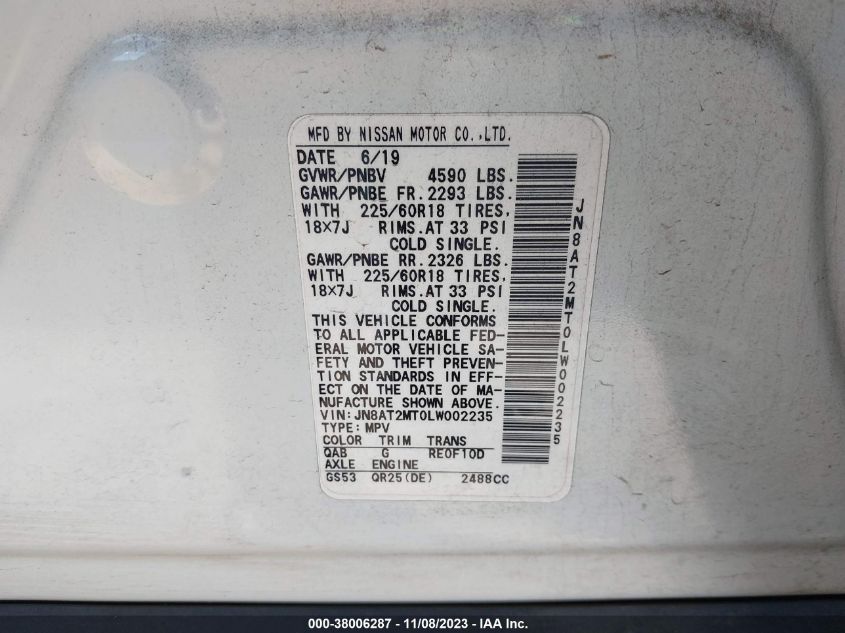 MFD BY NISSAN MOTOR CO.,LTD.
DATE 6/19
GVWR/PNBV 4590 LBS.
GAWR/PNBE FR. 2293 LBS.
WITH 225/60R18 TIRES,
18×7J RIMS.AT 33 PSI
COLD SINGLE.
GAWR/PNBE RR. 2326 LBS.
WITH 225/60R18 TIRES,
18×7J RIMS.AT 33 PSI
COLD SINGLE.
THIS VEHICLE CONFORMS
TO ALL APPLICABLE FED-
ERAL MOTOR VEHICLE SA-
FETY AND THEFT PREVEN-
TION STANDARDS IN EFF-
ECT ON THE DATE OF MA-
NUFACTURE SHOWN ABOVE.
VIN:JN8AT2MT0LW002235
TYPE: MPV
COLOR TRIM TRANS
QAB G RE0F10D
AXLE ENGINE
GS53 QR25(DE) 2488CC
JN8AT2MT0LW002235
000-38006287 - 11/08/2023 - IAA Inc.